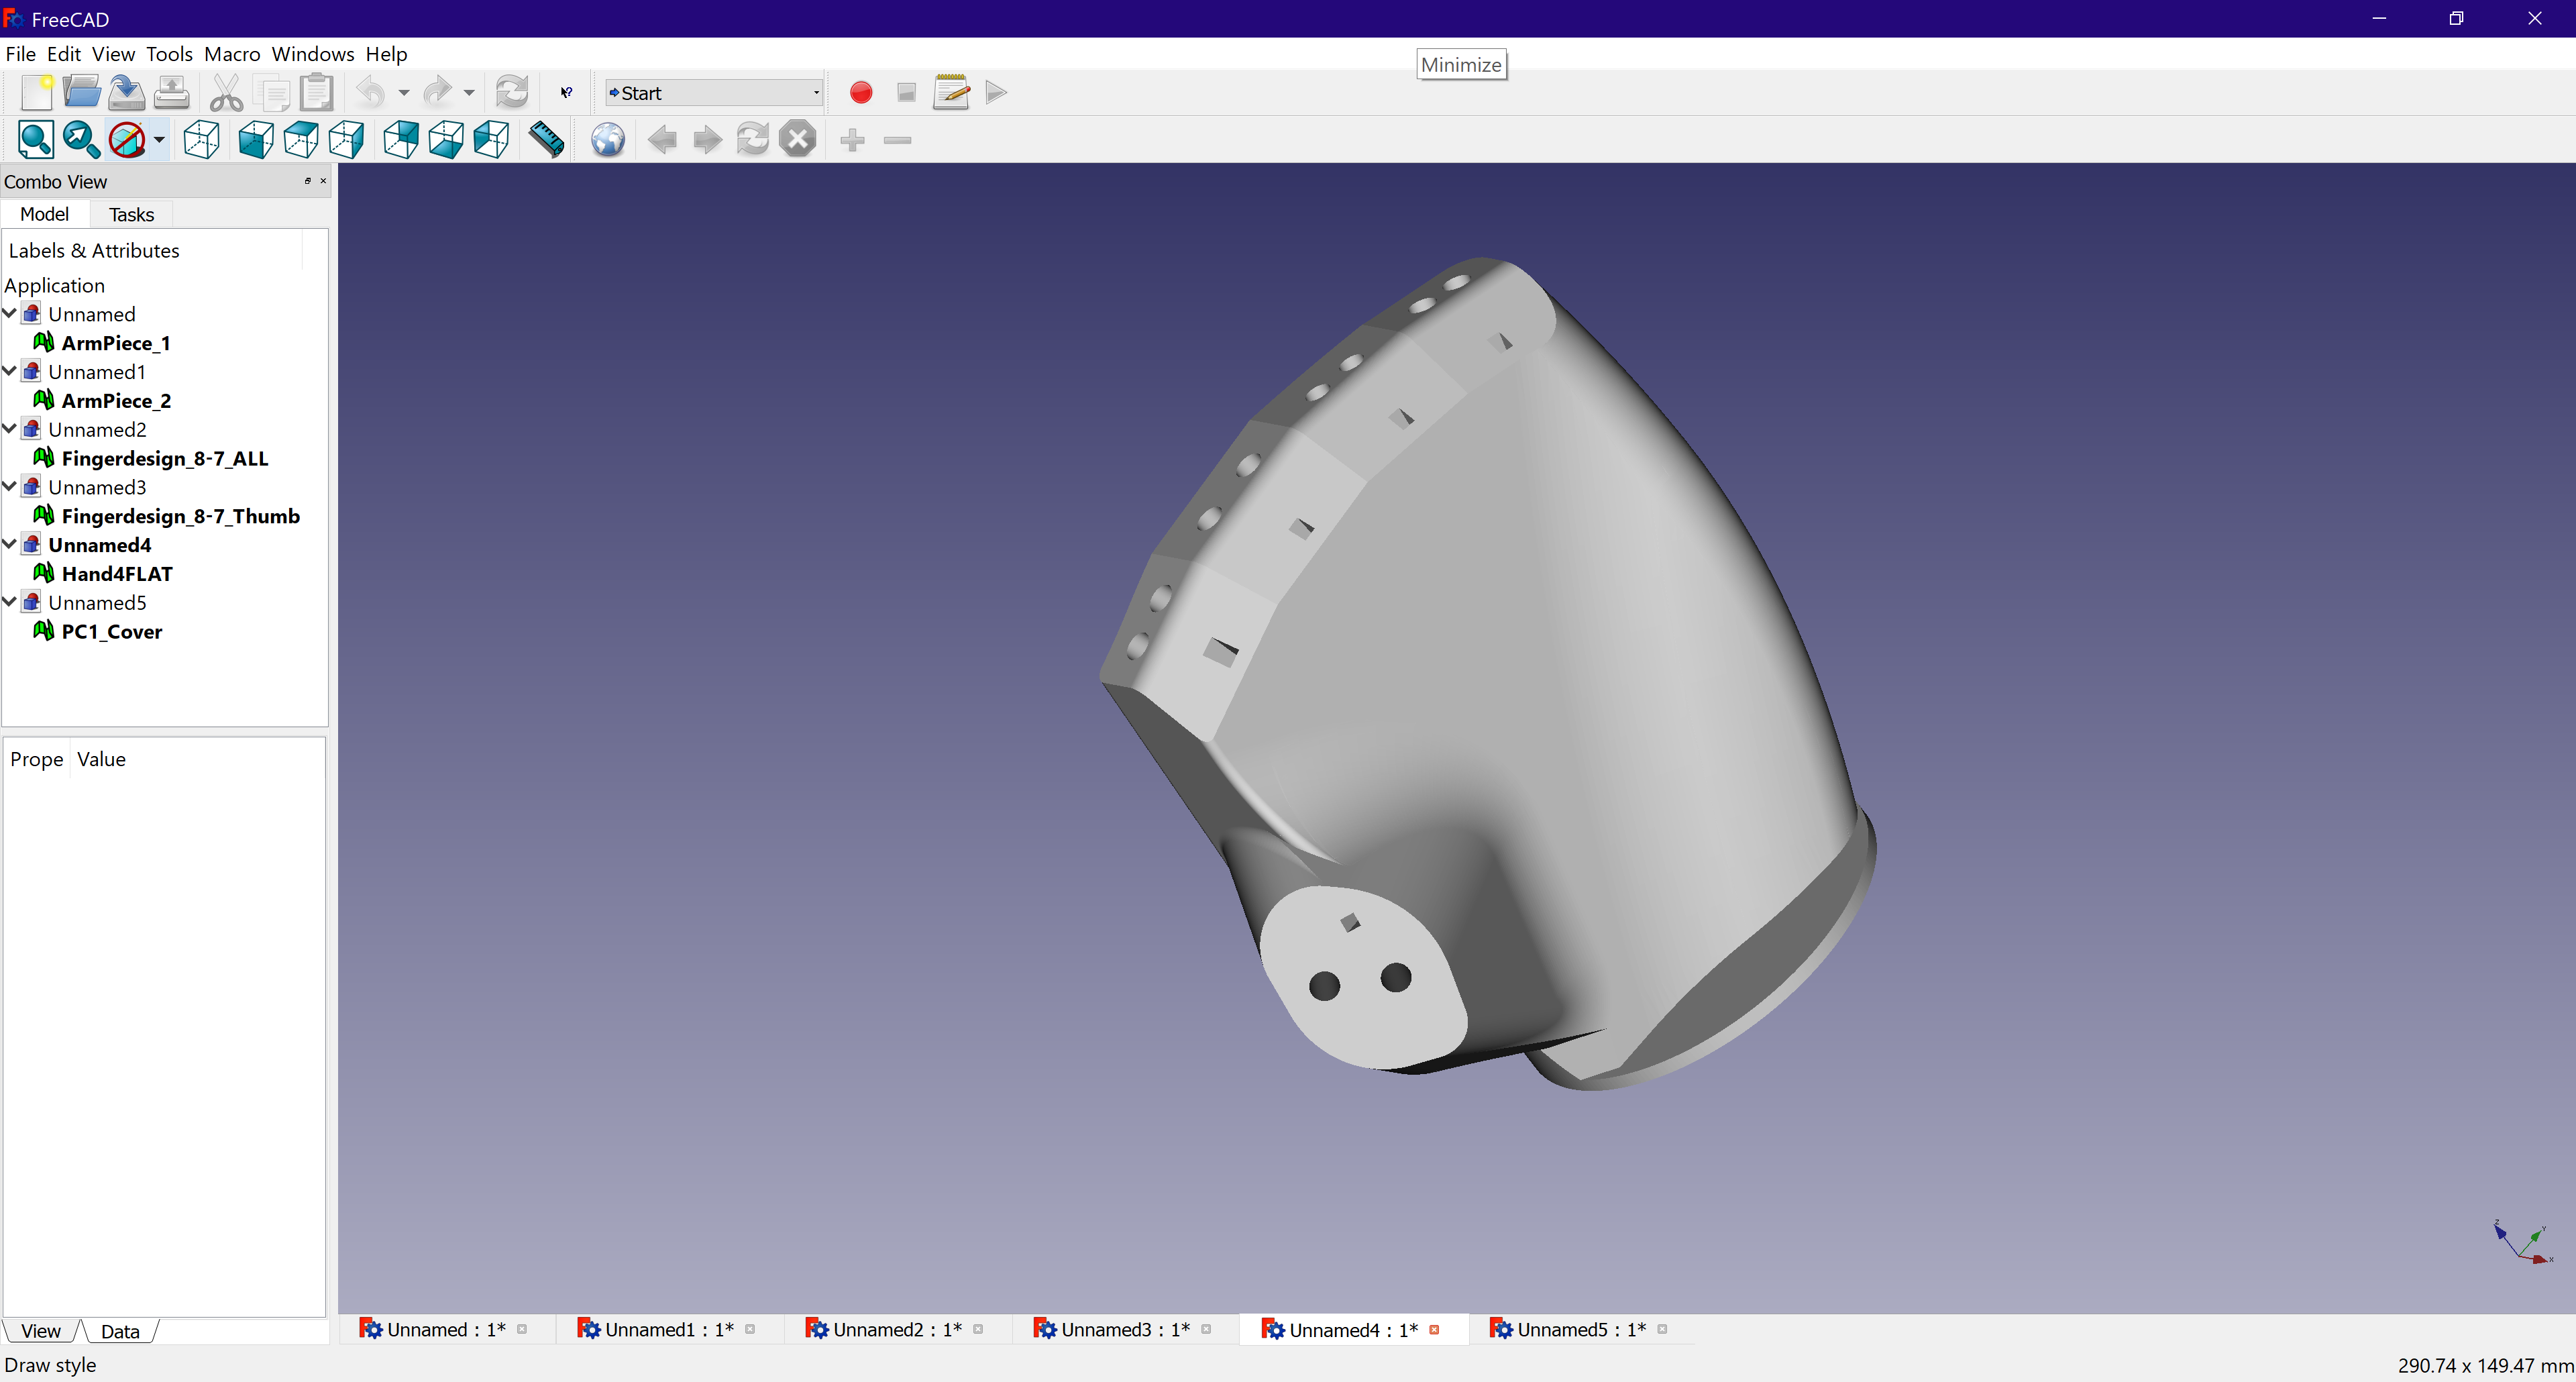 FreeCAD
File Edit View Tools Macro Windows Help
Minimize
Start
Combo View
Model Tasks
Labels & Attributes
Application
Unnamed
ArmPiece_1
Unnamed1
ArmPiece_2
Unnamed2
Fingerdesign_8-7_ALL
Unnamed3
Fingerdesign_8-7_Thumb
Unnamed4
Hand4FLAT
Unnamed5
PC1_Cover
Prope Value
Z Y X
View Data
Unnamed : 1* Unnamed1 : 1* Unnamed2 : 1* Unnamed3 : 1* Unnamed4 : 1* Unnamed5 : 1*
Draw style 290.74 x 149.47 mm